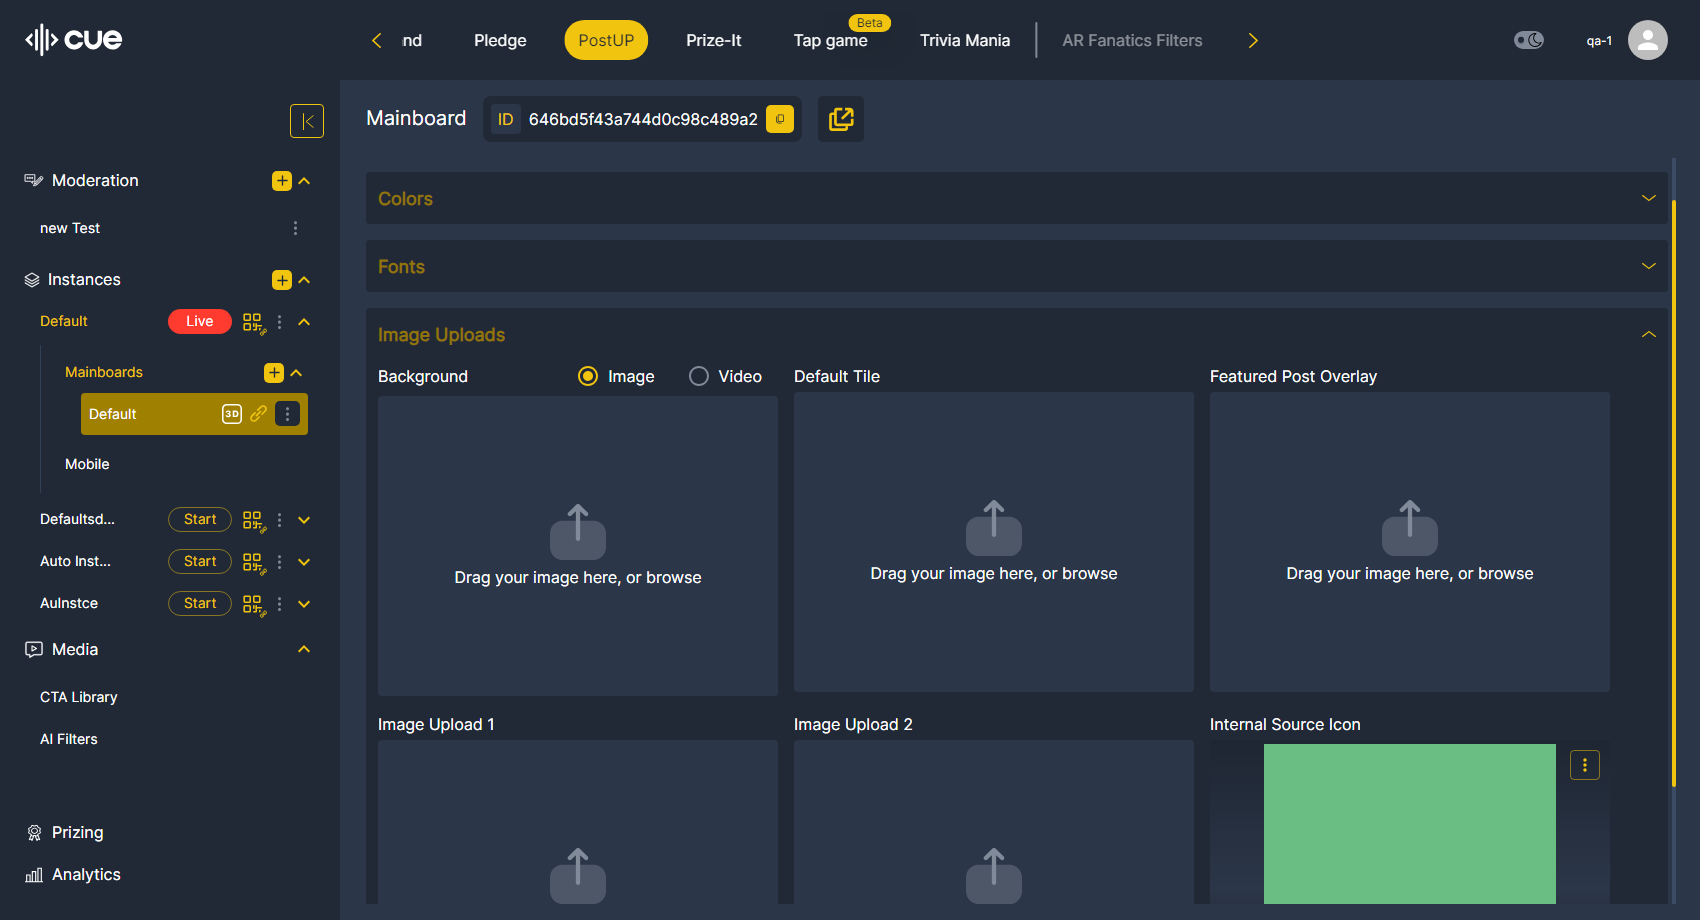 cue
nd
Pledge
PostUP
Prize-It
Tap game
Beta
Trivia Mania
AR Fanatics Filters
qa-1
Mainboard
ID
646bd5f43a744d0c98c489a2
Moderation
new Test
Instances
Default
Live
Mainboards
Default
3D
Mobile
Defaultsd...
Start
Auto Inst...
Start
AuInstce
Start
Media
CTA Library
AI Filters
Prizing
Analytics
Colors
Fonts
Image Uploads
Background
Image
Video
Default Tile
Featured Post Overlay
Drag your image here, or browse
Drag your image here, or browse
Drag your image here, or browse
Image Upload 1
Image Upload 2
Internal Source Icon